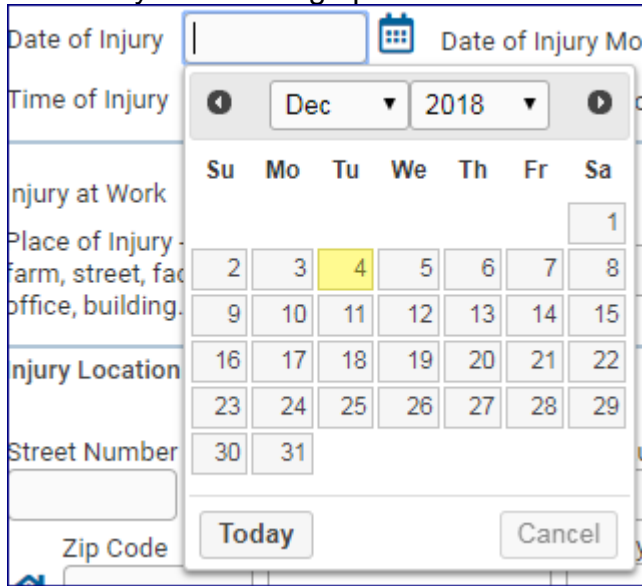 Date of Injury Date of Injury Mo
Time of Injury Dec 2018
Su Mo Tu We Th Fr Sa
njury at Work
1
Place of Injury -
farm, street, fac
2 3 4 5 6 7 8
office, building.
9 10 11 12 13 14 15
njury Location
16 17 18 19 20 21 22
23 24 25 26 27 28 29
Street Number
30 31
Today Cancel
Zip Code